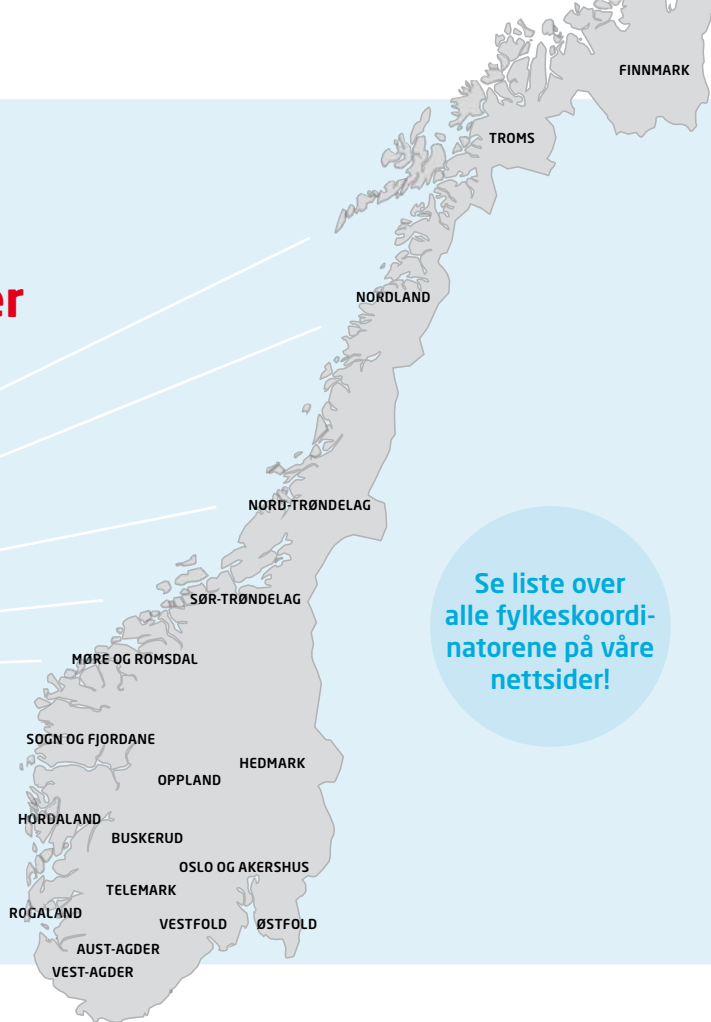 FINNMARK
TROMS
er
NORDLAND
NORD-TRØNDELAG
Se liste over
alle fylkeskoordi-
natorene på våre
nettsider!
SØR-TRØNDELAG
MØRE OG ROMSDAL
SOGN OG FJORDANE
HEDMARK
OPPLAND
HORDALAND
BUSKERUD
OSLO OG AKERSHUS
TELEMARK
ROGALAND
VESTFOLD
ØSTFOLD
AUST-AGDER
VEST-AGDER